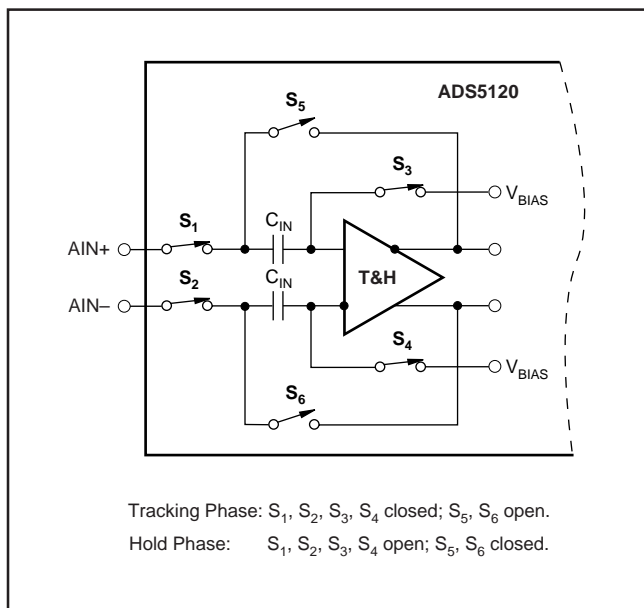 ADS5120
S5
S3
VBIAS
S1
CIN
AIN+
T&H
S2
CIN
AIN–
S4
VBIAS
S6
Tracking Phase: S1, S2, S3, S4 closed; S5, S6 open.
Hold Phase: S1, S2, S3, S4 open; S5, S6 closed.